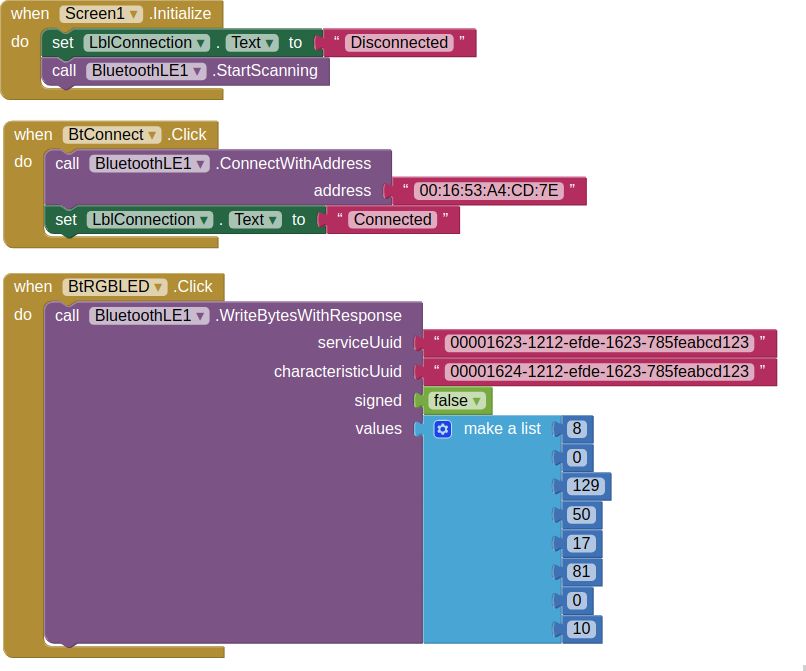 when Screen1 .Initialize
do set LblConnection . Text to “ Disconnected ”
call BluetoothLE1 .StartScanning
when BtConnect .Click
do call BluetoothLE1 .ConnectWithAddress
address “ 00:16:53:A4:CD:7E ”
set LblConnection . Text to “ Connected ”
when BtRGBLED .Click
do call BluetoothLE1 .WriteBytesWithResponse
serviceUuid “ 00001623-1212-efde-1623-785feabcd123 ”
characteristicUuid “ 00001624-1212-efde-1623-785feabcd123 ”
signed false
values make a list 8
0
129
50
17
81
0
10